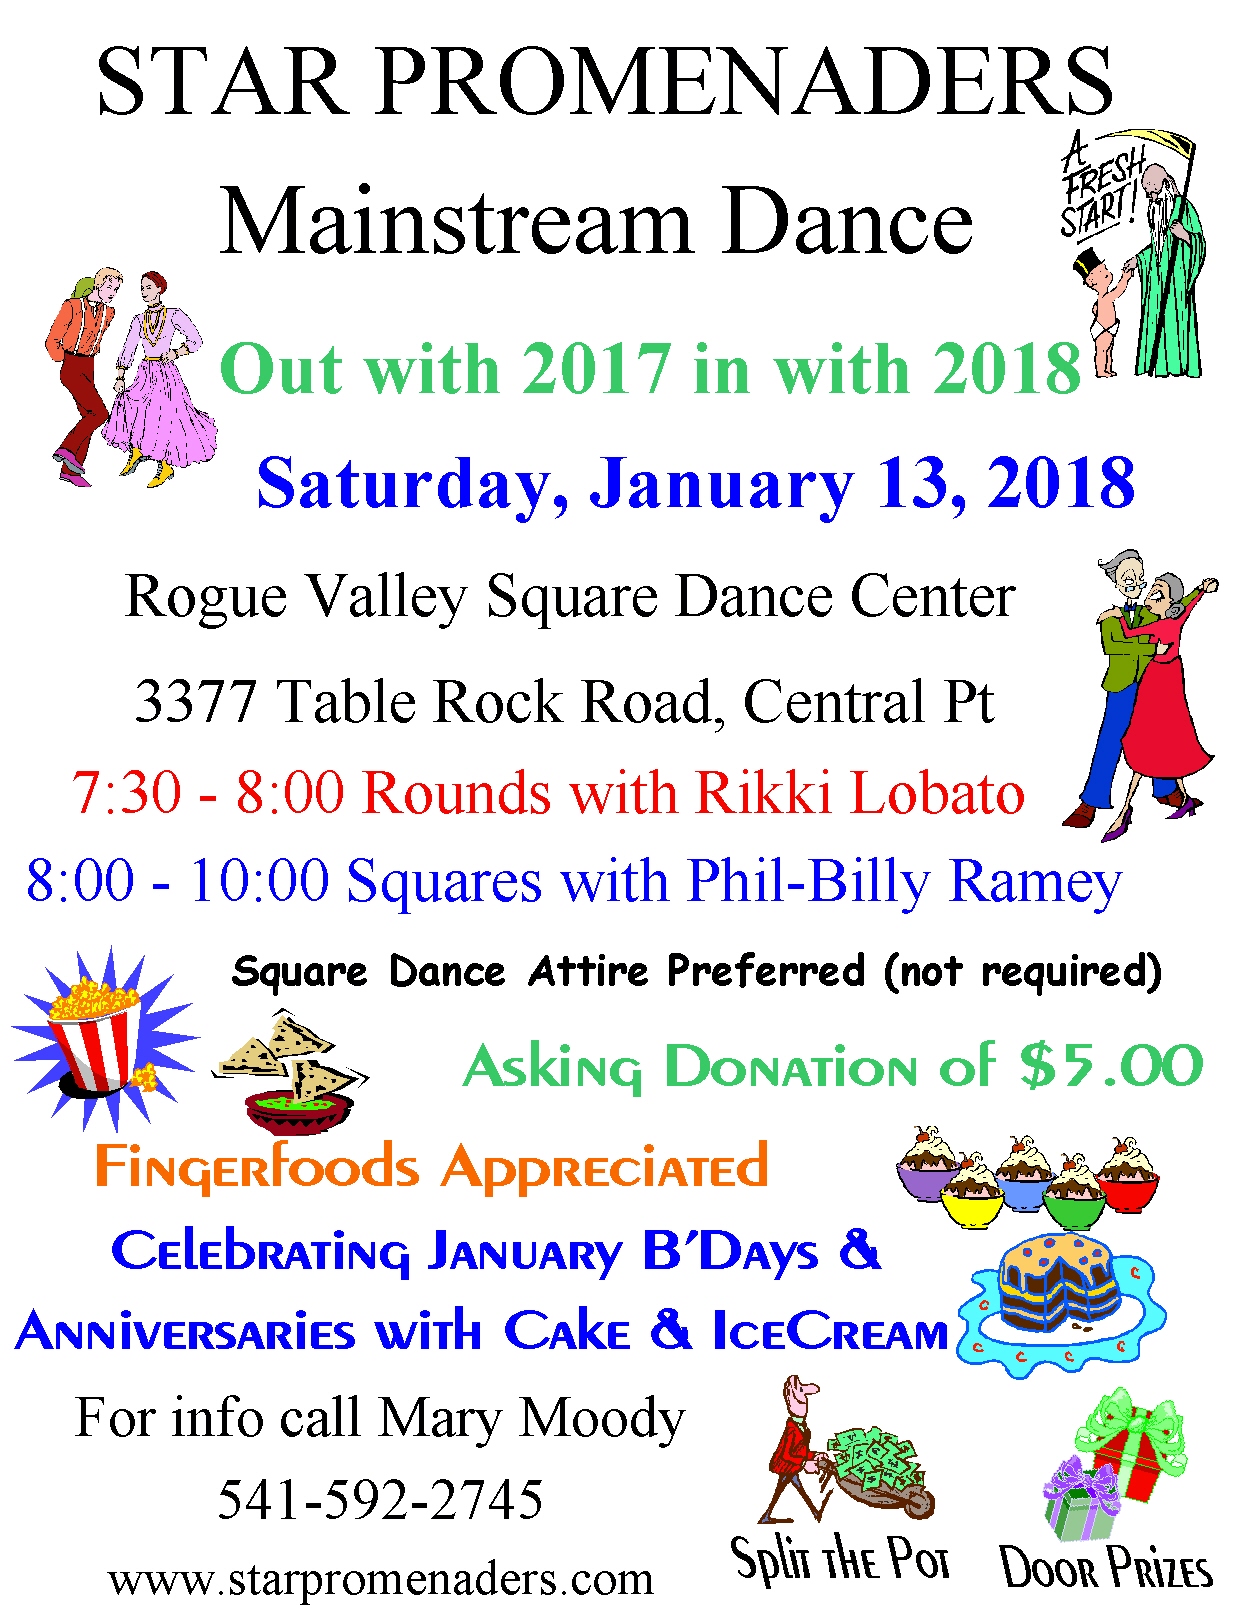 STAR PROMENADERS
Mainstream Dance
A
FRESH
START!
Out with 2017 in with 2018
Saturday, January 13, 2018
Rogue Valley Square Dance Center
3377 Table Rock Road, Central Pt
7:30 - 8:00 Rounds with Rikki Lobato
8:00 - 10:00 Squares with Phil-Billy Ramey
Square Dance Attire Preferred (not required)
Asking Donation of $5.00
Fingerfoods Appreciated
Celebrating January B'Days &
Anniversaries with Cake & IceCream
For info call Mary Moody
541-592-2745
www.starpromenaders.com
Split the Pot
Door Prizes